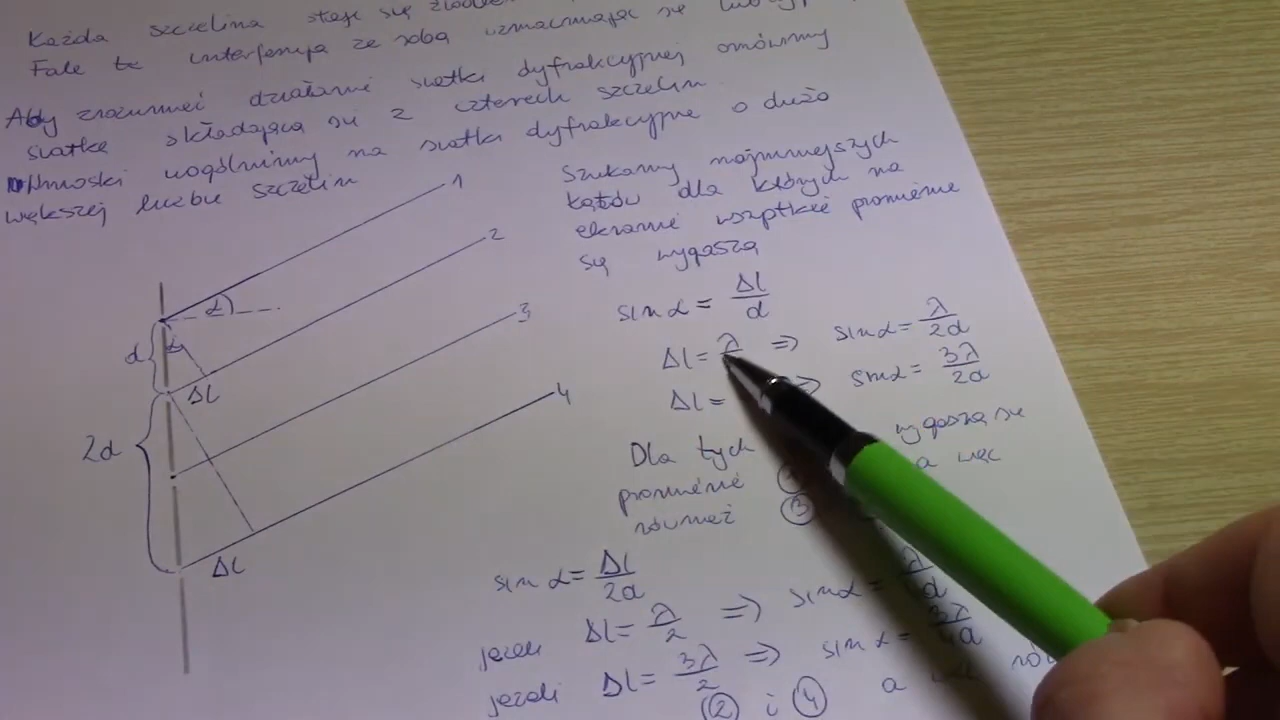 Każda szczelina staje się
Fale te interferują ze sobą wzmacniając się lub
Aby zrozumieć działanie siatki dyfrakcyjnej omówimy
siatkę składającą się z czterech szczelin
Wnioski uogólnimy na siatki dyfrakcyjne o dużo
większej liczbie szczelin
Szukamy najmniejszych
kątów dla których na
ekranie wszystkie promienie
się wygaszą
1
2
3
4
α
d
α
Δl
2d
Δl
sin α = Δl/d
Δl = λ ⇒ sin α = λ/2d
Δl = ⇒ sin α = 3λ/2d
Dla tych wygaszą się
promienie a więc
również 3
sin α = Δl/2d
jeżeli Δl = λ/2 ⇒ sin α = λ/d
jeżeli Δl = 3λ/2 ⇒ sin α = 3λ/4d
2 i 4 a więc